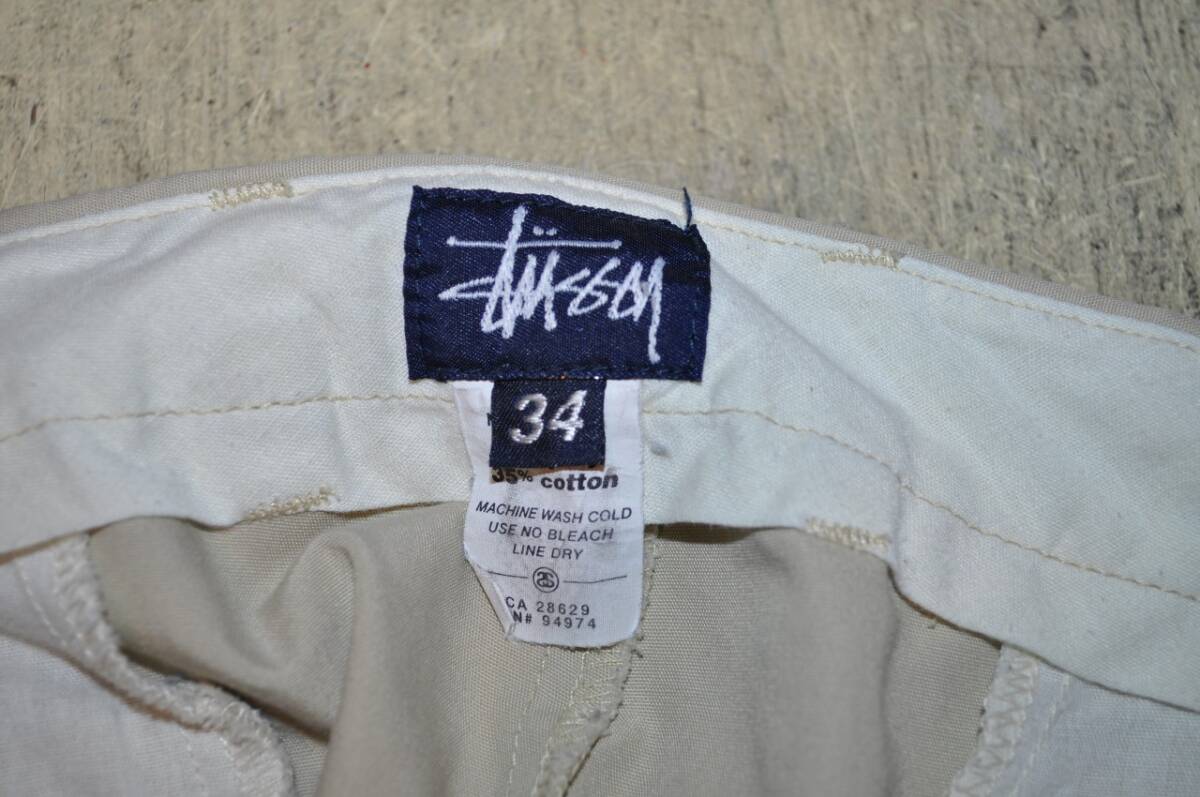 Stüssy
34
35% cotton
MACHINE WASH COLD
USE NO BLEACH
LINE DRY
CA 28629
N# 94974